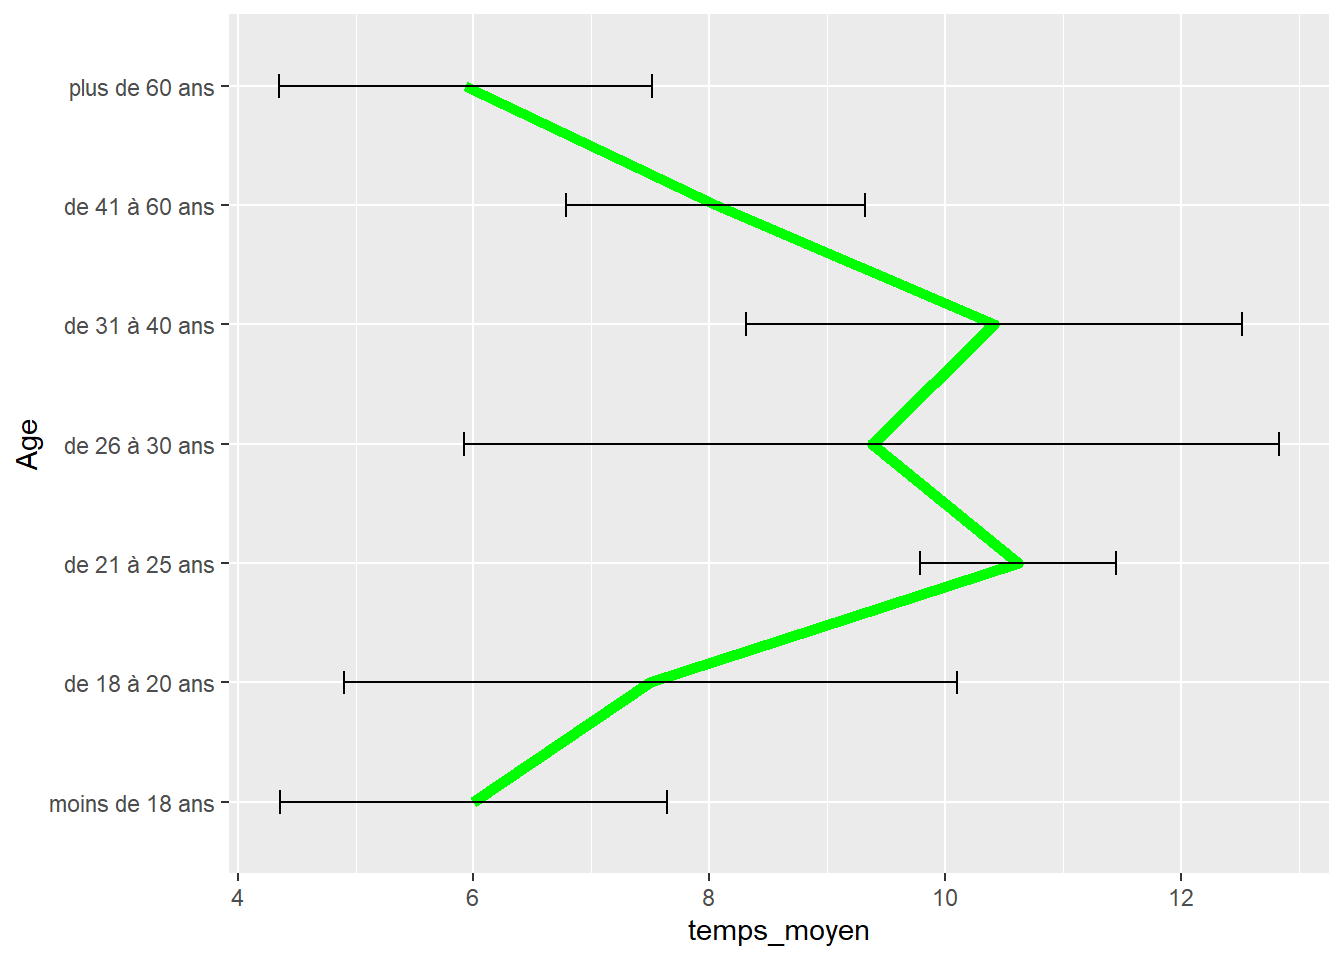 Age
plus de 60 ans
de 41 à 60 ans
de 31 à 40 ans
de 26 à 30 ans
de 21 à 25 ans
de 18 à 20 ans
moins de 18 ans
4 6 8 10 12
temps_moyen